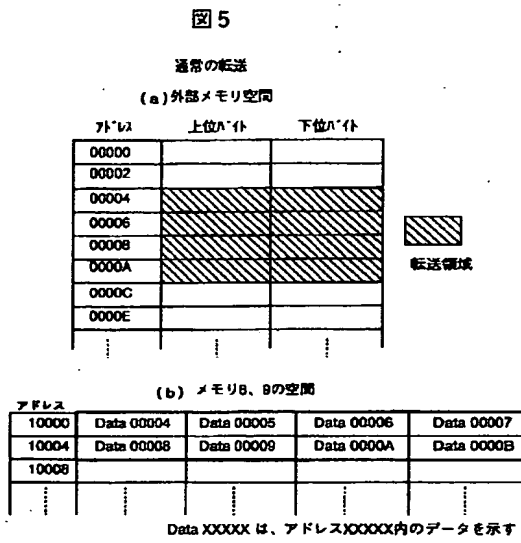 図5
通常の転送
(a)外部メモリ空間
アドレス 上位バイト 下位バイト
00000
00002
00004
00006
00008
0000A
0000C
0000E
転送領域
(b) メモリ8、9の空間
アドレス
10000 Data 00004 Data 00005 Data 00006 Data 00007
10004 Data 00008 Data 00009 Data 0000A Data 0000B
10008
Data XXXXX は、アドレスXXXXX内のデータを示す